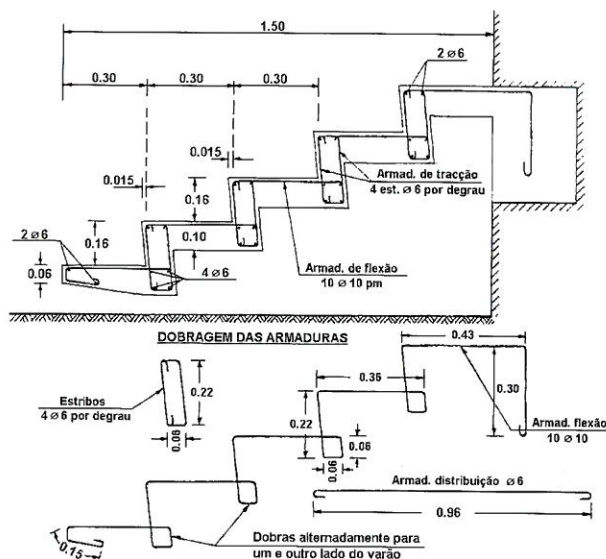 1.50
0.30
0.30
0.30
2 ø 6
0.015
0.015
Armad. de tracção
4 est. ø 6 por degrau
0.16
0.16
0.10
2 ø 6
0.06
4 ø 6
Armad. de flexão
10 ø 10 pm
DOBRAGEM DAS ARMADURAS
0.43
0.36
0.30
Estribos
4 ø 6 por degrau
0.22
0.22
0.06
0.06
0.06
Armad. flexão
10 ø 10
Armad. distribuição ø 6
0.96
0.15
Dobras alternadamente para
um e outro lado do varão